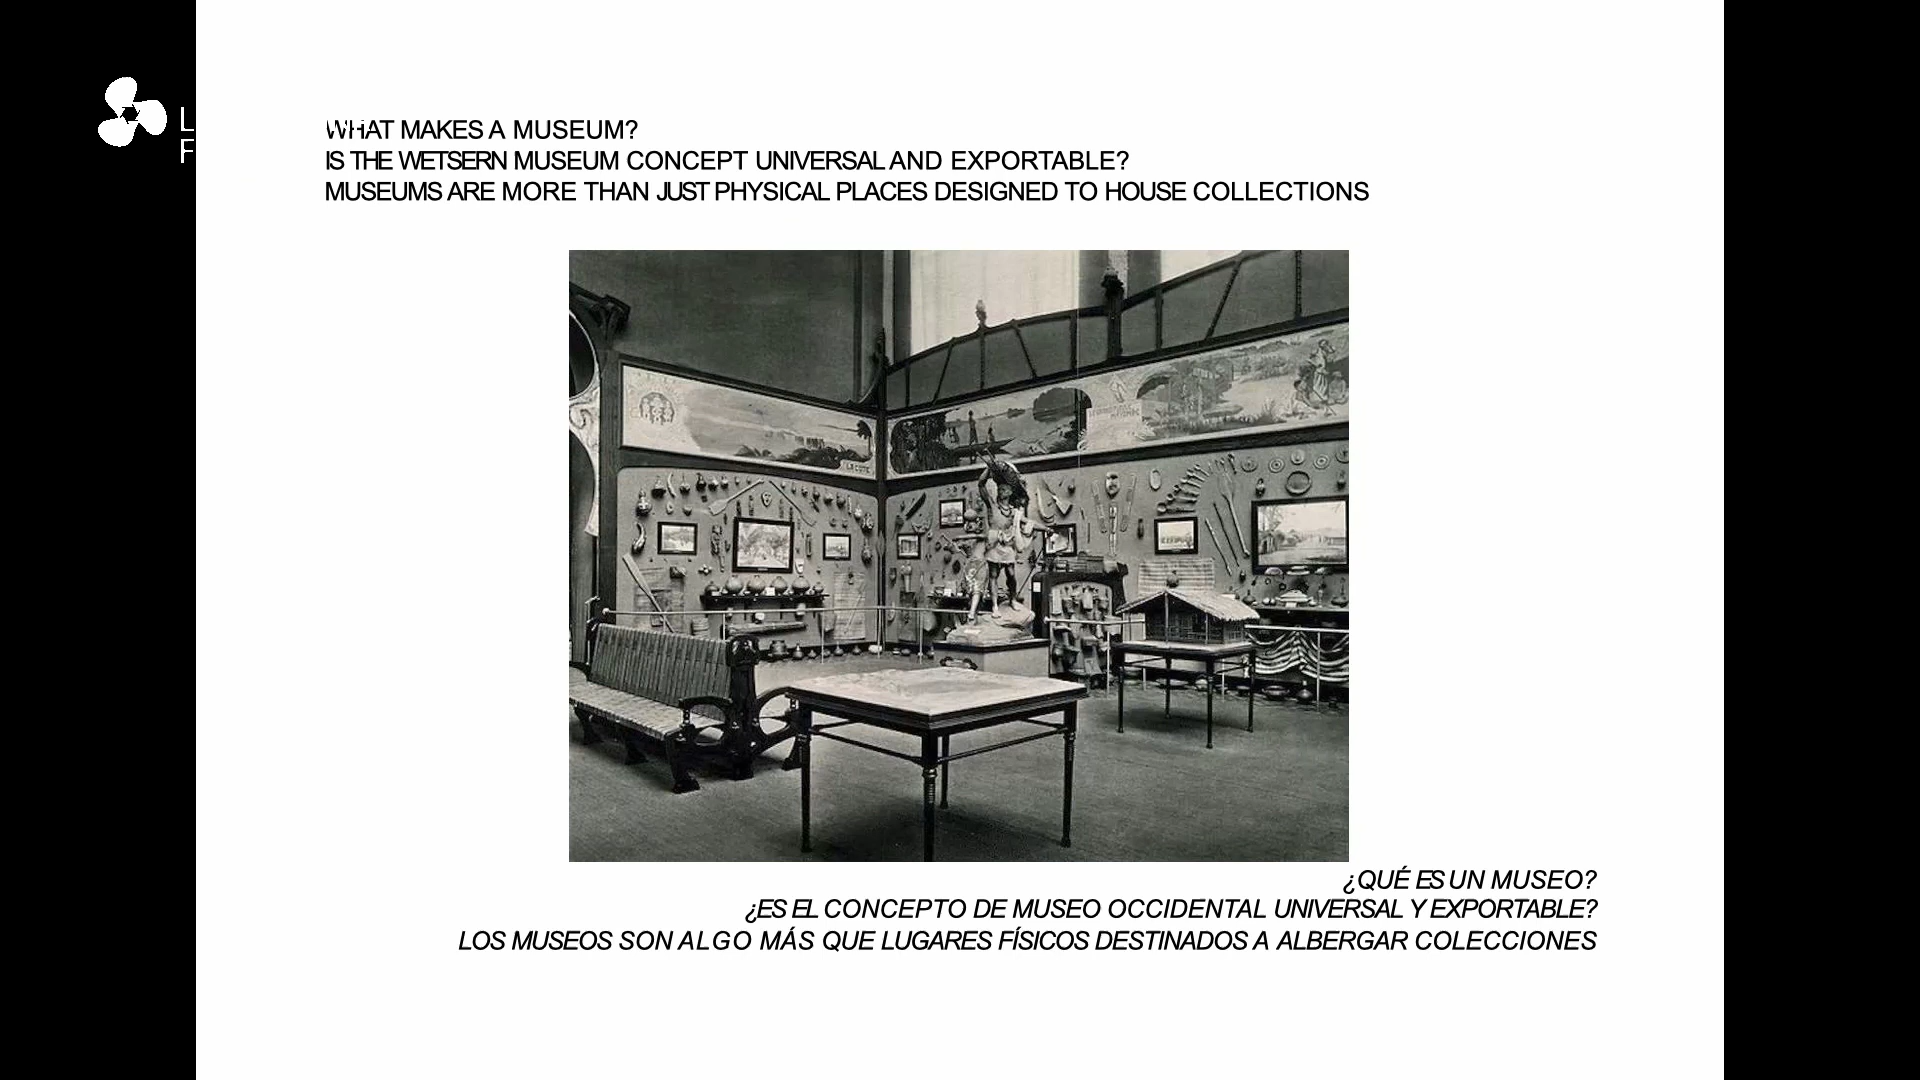 L
F
WHAT MAKES A MUSEUM?
IS THE WETSERN MUSEUM CONCEPT UNIVERSAL AND EXPORTABLE?
MUSEUMS ARE MORE THAN JUST PHYSICAL PLACES DESIGNED TO HOUSE COLLECTIONS
LA COTE
¿QUÉ ES UN MUSEO?
¿ES EL CONCEPTO DE MUSEO OCCIDENTAL UNIVERSAL Y EXPORTABLE?
LOS MUSEOS SON ALGO MÁS QUE LUGARES FÍSICOS DESTINADOS A ALBERGAR COLECCIONES